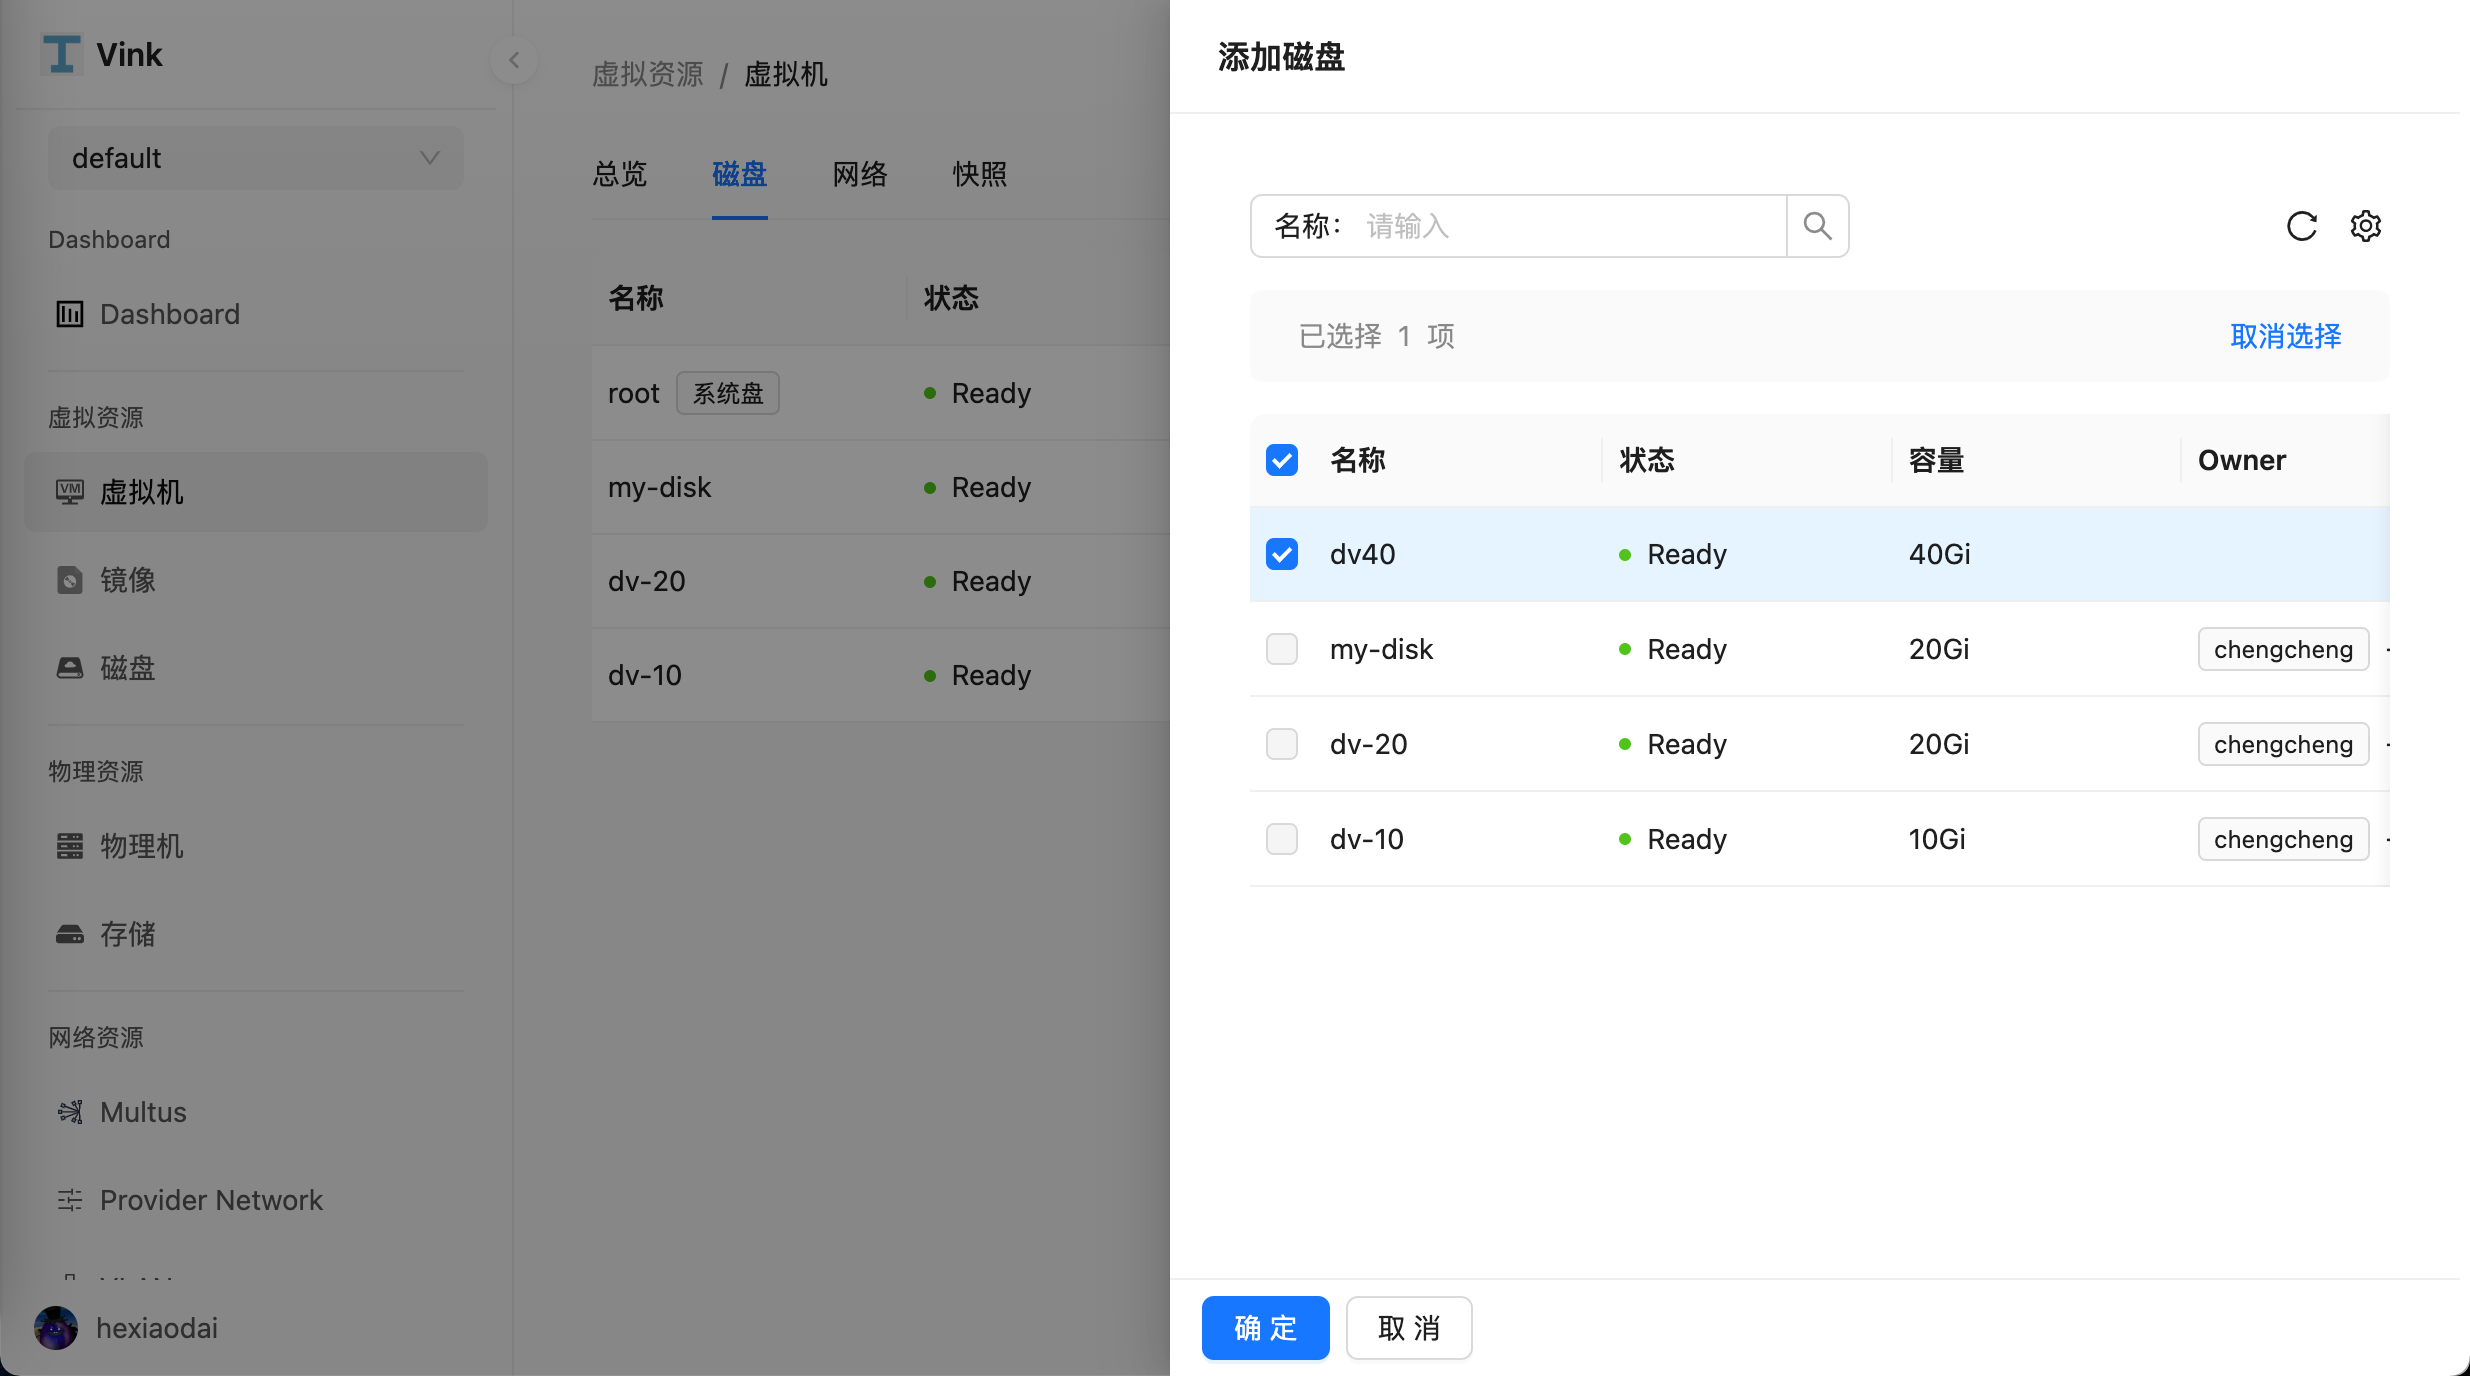 Vink
default
Dashboard
Dashboard
虚拟资源
虚拟机
镜像
磁盘
物理资源
物理机
存储
网络资源
Multus
Provider Network
hexiaodai
虚拟资源 / 虚拟机
总览 磁盘 网络 快照
名称 状态
root 系统盘 Ready
my-disk Ready
dv-20 Ready
dv-10 Ready
添加磁盘
名称： 请输入
已选择 1 项 取消选择
名称 状态 容量 Owner
dv40 Ready 40Gi
my-disk Ready 20Gi chengcheng
dv-20 Ready 20Gi chengcheng
dv-10 Ready 10Gi chengcheng
确 定 取 消